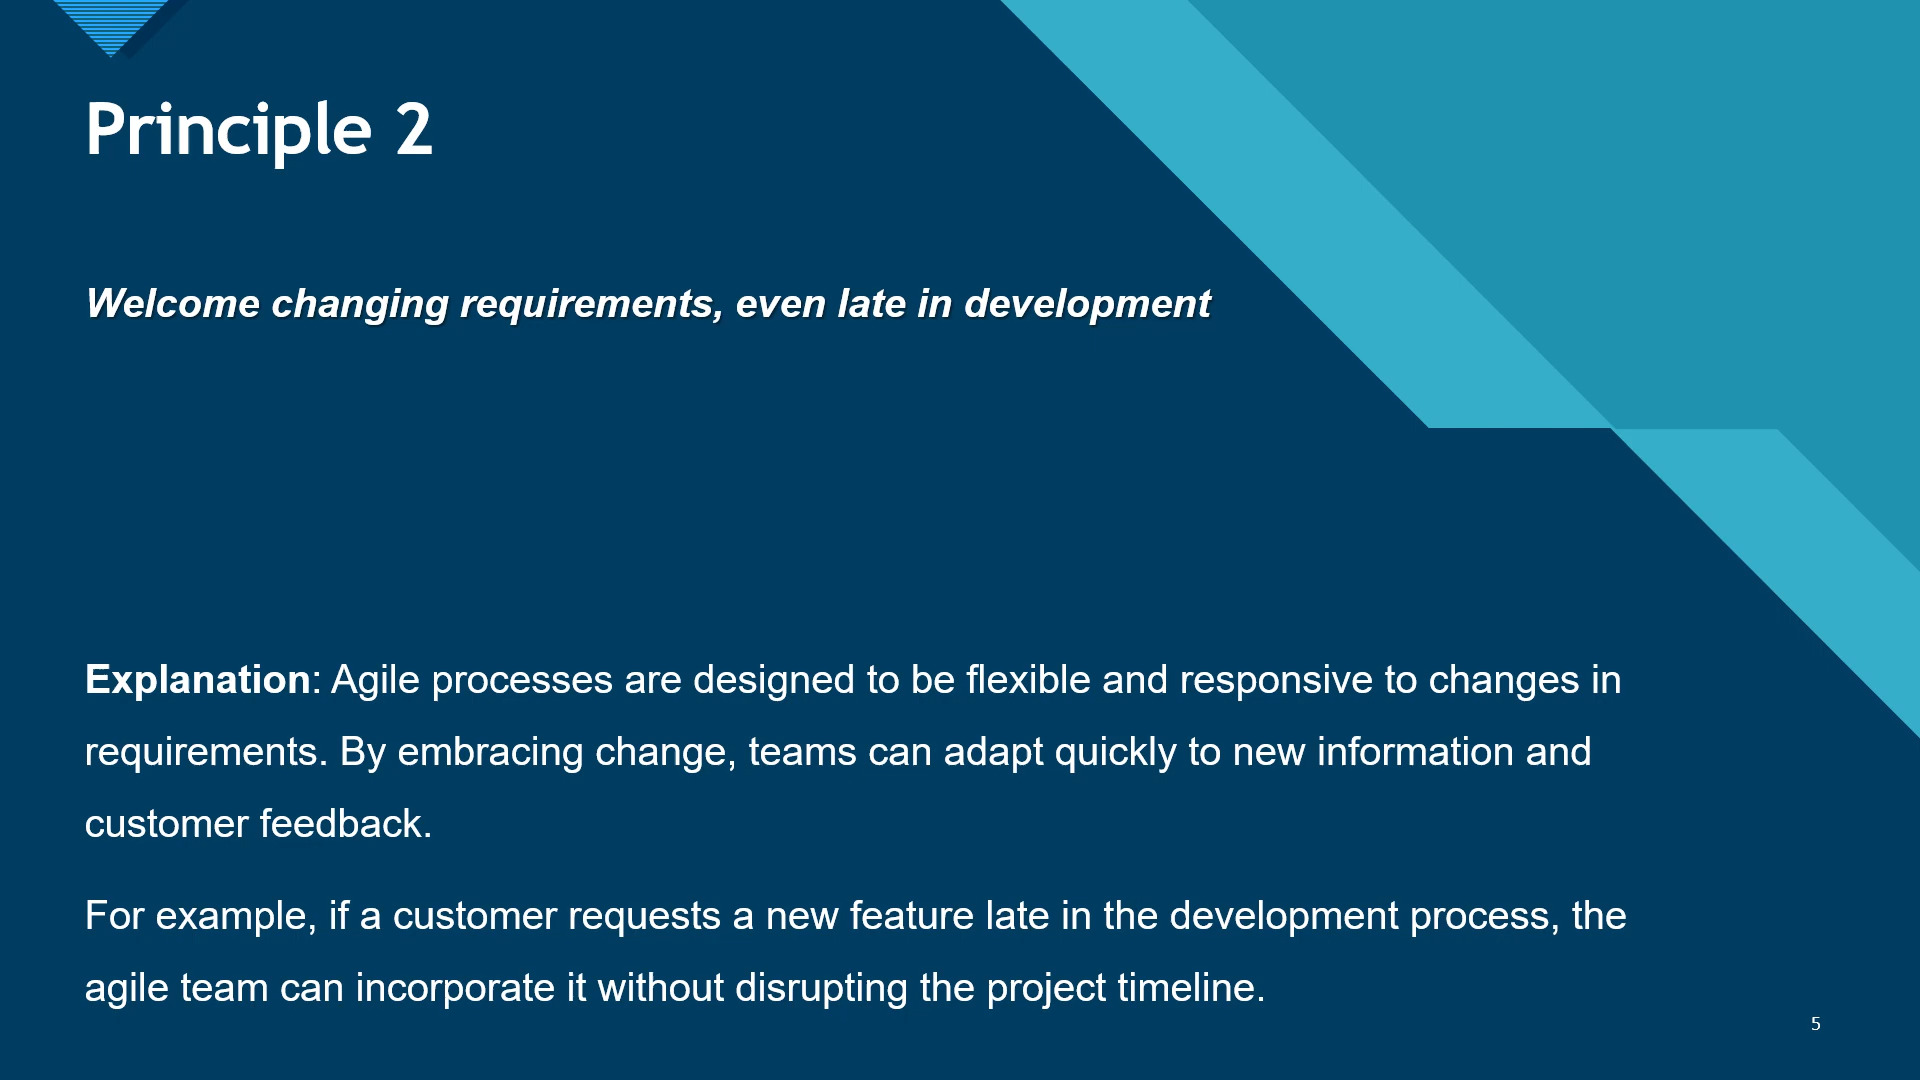 Principle 2
Welcome changing requirements, even late in development
Explanation: Agile processes are designed to be flexible and responsive to changes in
requirements. By embracing change, teams can adapt quickly to new information and
customer feedback.
For example, if a customer requests a new feature late in the development process, the
agile team can incorporate it without disrupting the project timeline.
5